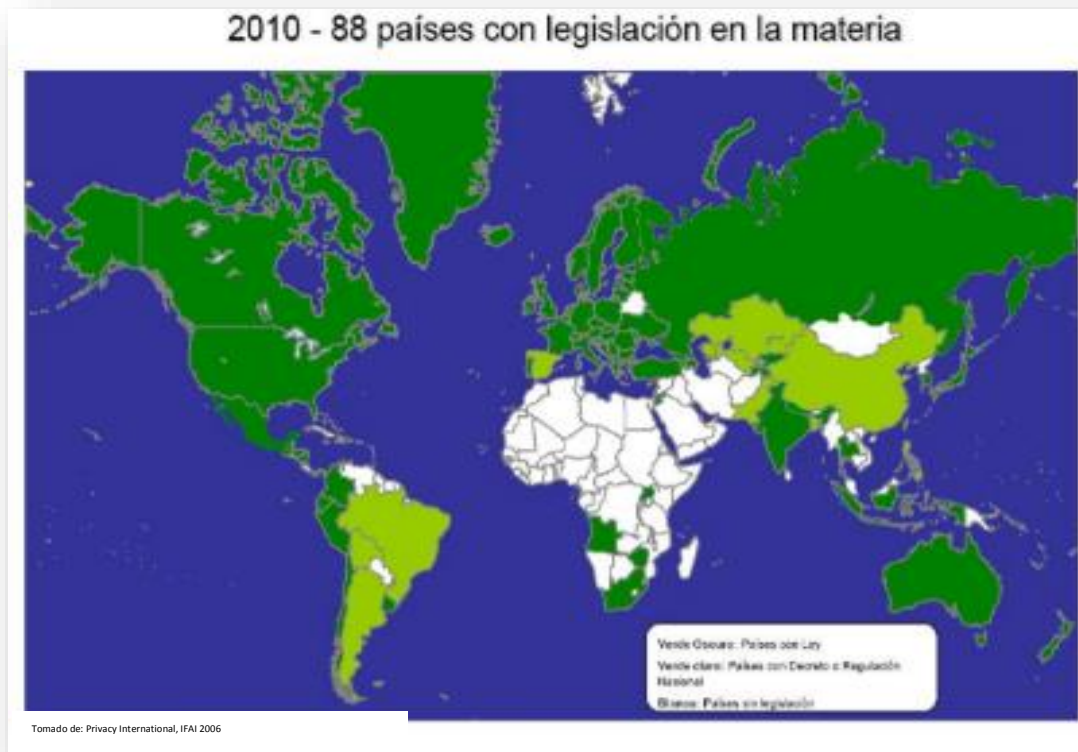 2010 - 88 países con legislación en la materia
Verde Oscuro: Países con Ley
Verde claro: Países con Decreto o Regulación
Nacional
Blanco: Países sin legislación
Tomado de: Privacy International, IFAI 2006